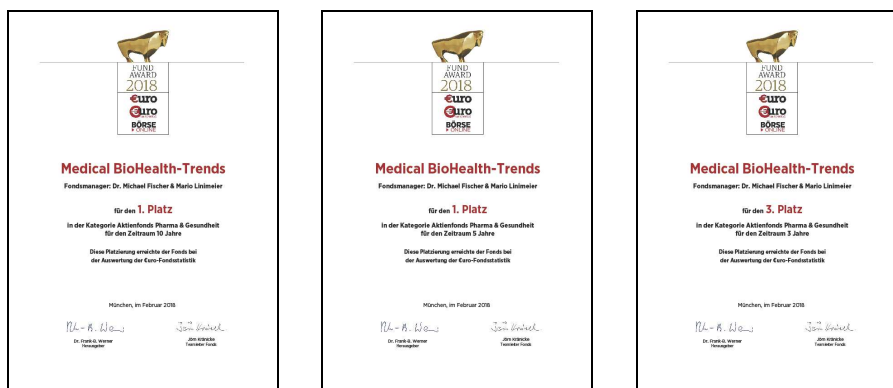 FUND
AWARD
2018
€uro
€uro
BÖRSE
ONLINE
Medical BioHealth-Trends
Fondsmanager: Dr. Michael Fischer & Mario Linimeier
für den 1. Platz
in der Kategorie Aktienfonds Pharma & Gesundheit
für den Zeitraum 10 Jahre
Diese Platzierung erreichte der Fonds bei
der Auswertung der €uro-Fondsstatistik
München, im Februar 2018
Dr. Frank-B. Werner
Herausgeber
Jörn Kränicke
Teamleiter Fonds
FUND
AWARD
2018
€uro
€uro
BÖRSE
ONLINE
Medical BioHealth-Trends
Fondsmanager: Dr. Michael Fischer & Mario Linimeier
für den 1. Platz
in der Kategorie Aktienfonds Pharma & Gesundheit
für den Zeitraum 5 Jahre
Diese Platzierung erreichte der Fonds bei
der Auswertung der €uro-Fondsstatistik
München, im Februar 2018
Dr. Frank-B. Werner
Herausgeber
Jörn Kränicke
Teamleiter Fonds
FUND
AWARD
2018
€uro
€uro
BÖRSE
ONLINE
Medical BioHealth-Trends
Fondsmanager: Dr. Michael Fischer & Mario Linimeier
für den 3. Platz
in der Kategorie Aktienfonds Pharma & Gesundheit
für den Zeitraum 3 Jahre
Diese Platzierung erreichte der Fonds bei
der Auswertung der €uro-Fondsstatistik
München, im Februar 2018
Dr. Frank-B. Werner
Herausgeber
Jörn Kränicke
Teamleiter Fonds